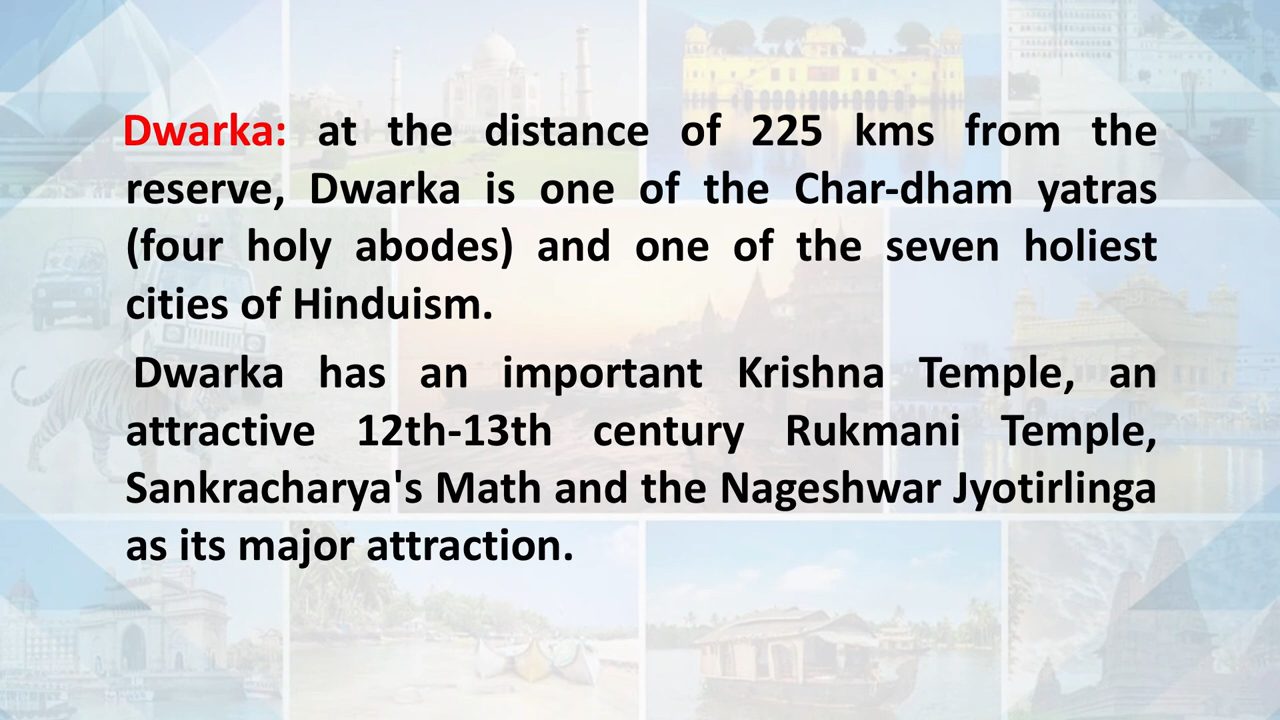 Dwarka: at the distance of 225 kms from the
reserve, Dwarka is one of the Char-dham yatras
(four holy abodes) and one of the seven holiest
cities of Hinduism.
Dwarka has an important Krishna Temple, an
attractive 12th-13th century Rukmani Temple,
Sankracharya's Math and the Nageshwar Jyotirlinga
as its major attraction.